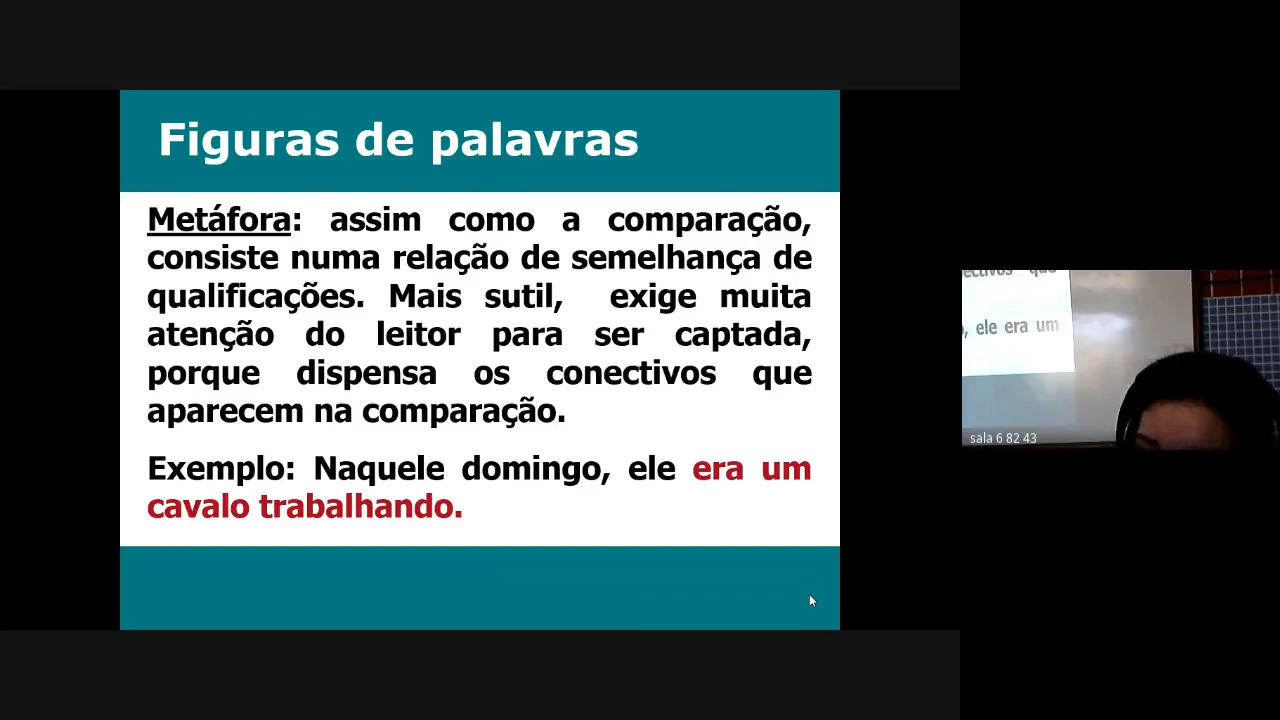 Figuras de palavras
Metáfora: assim como a comparação,
consiste numa relação de semelhança de
qualificações. Mais sutil, exige muita
atenção do leitor para ser captada,
porque dispensa os conectivos que
aparecem na comparação.
Exemplo: Naquele domingo, ele era um
cavalo trabalhando.
ele era um
sala 6 82 43